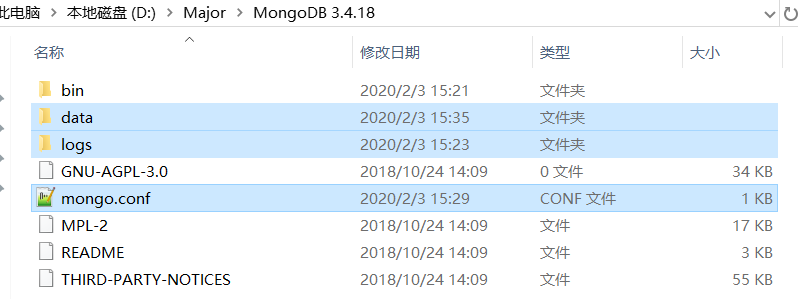 此电脑 › 本地磁盘 (D:) › Major › MongoDB 3.4.18
名称 修改日期 类型 大小
bin 2020/2/3 15:21 文件夹
data 2020/2/3 15:35 文件夹
logs 2020/2/3 15:23 文件夹
GNU-AGPL-3.0 2018/10/24 14:09 0 文件 34 KB
mongo.conf 2020/2/3 15:29 CONF 文件 1 KB
MPL-2 2018/10/24 14:09 文件 17 KB
README 2018/10/24 14:09 文件 3 KB
THIRD-PARTY-NOTICES 2018/10/24 14:09 文件 55 KB